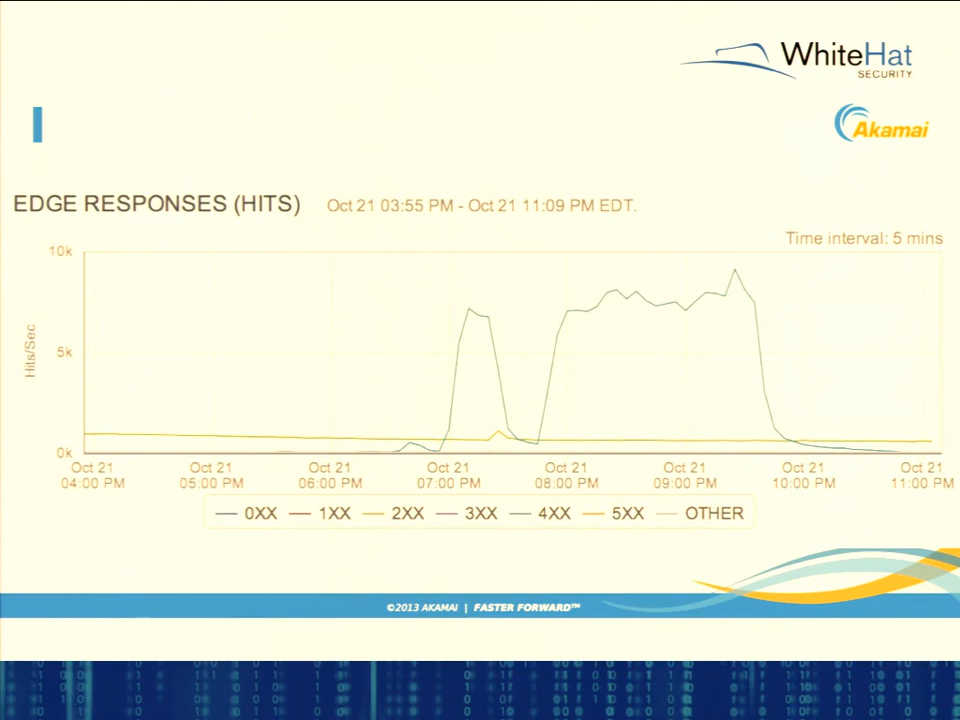 WhiteHat
SECURITY
Akamai
EDGE RESPONSES (HITS) Oct 21 03:55 PM - Oct 21 11:09 PM EDT.
Time interval: 5 mins
10k
5k
0k
Hits/Sec
Oct 21 Oct 21 Oct 21 Oct 21 Oct 21 Oct 21 Oct 21 Oct 21
04:00 PM 05:00 PM 06:00 PM 07:00 PM 08:00 PM 09:00 PM 10:00 PM 11:00 PM
0XX 1XX 2XX 3XX 4XX 5XX OTHER
©2013 AKAMAI | FASTER FORWARD™